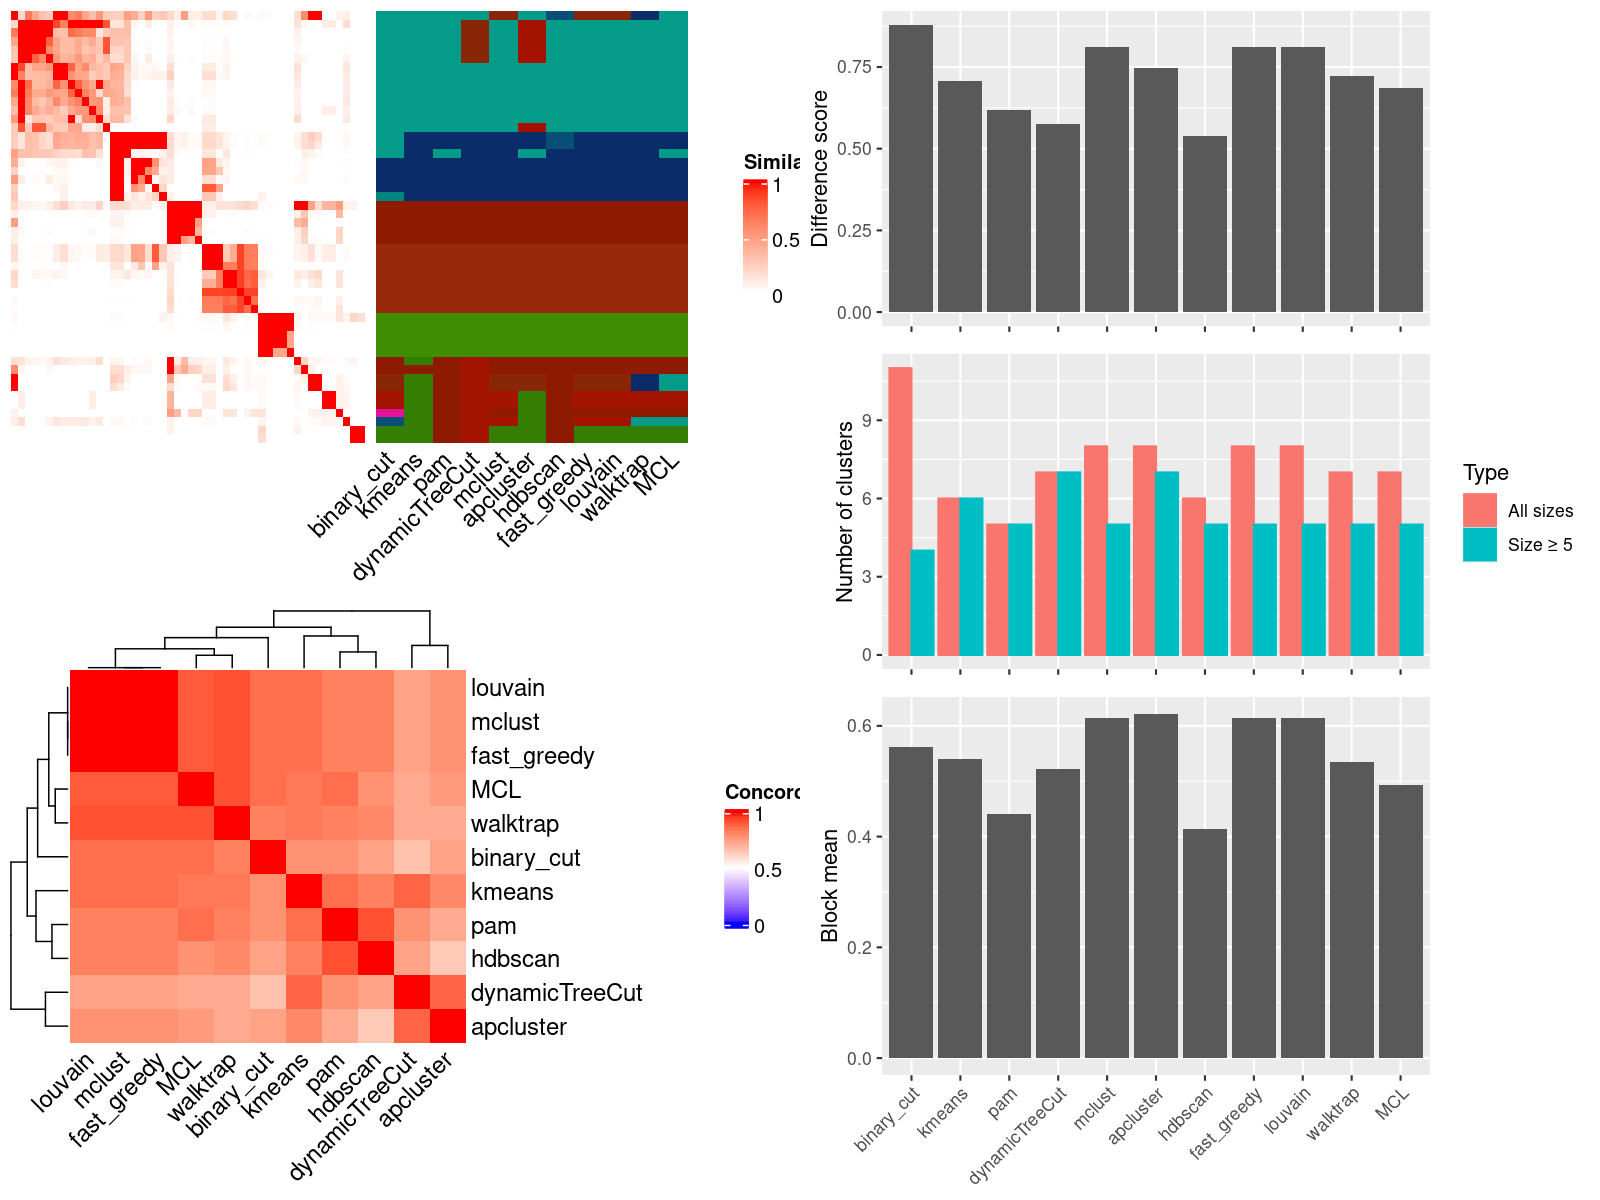 Simila
1
0.5
0
binary_cut
kmeans
pam
dynamicTreeCut
mclust
apcluster
hdbscan
fast_greedy
louvain
walktrap
MCL
Concord
1
0.5
0
louvain
mclust
fast_greedy
MCL
walktrap
binary_cut
kmeans
pam
hdbscan
dynamicTreeCut
apcluster
louvain
mclust
fast_greedy
MCL
walktrap
binary_cut
kmeans
pam
hdbscan
dynamicTreeCut
apcluster
Difference score
0.75
0.50
0.25
0.00
Number of clusters
9
6
3
0
Type
All sizes
Size ≥ 5
Block mean
0.6
0.4
0.2
0.0
binary_cut
kmeans
pam
dynamicTreeCut
mclust
apcluster
hdbscan
fast_greedy
louvain
walktrap
MCL